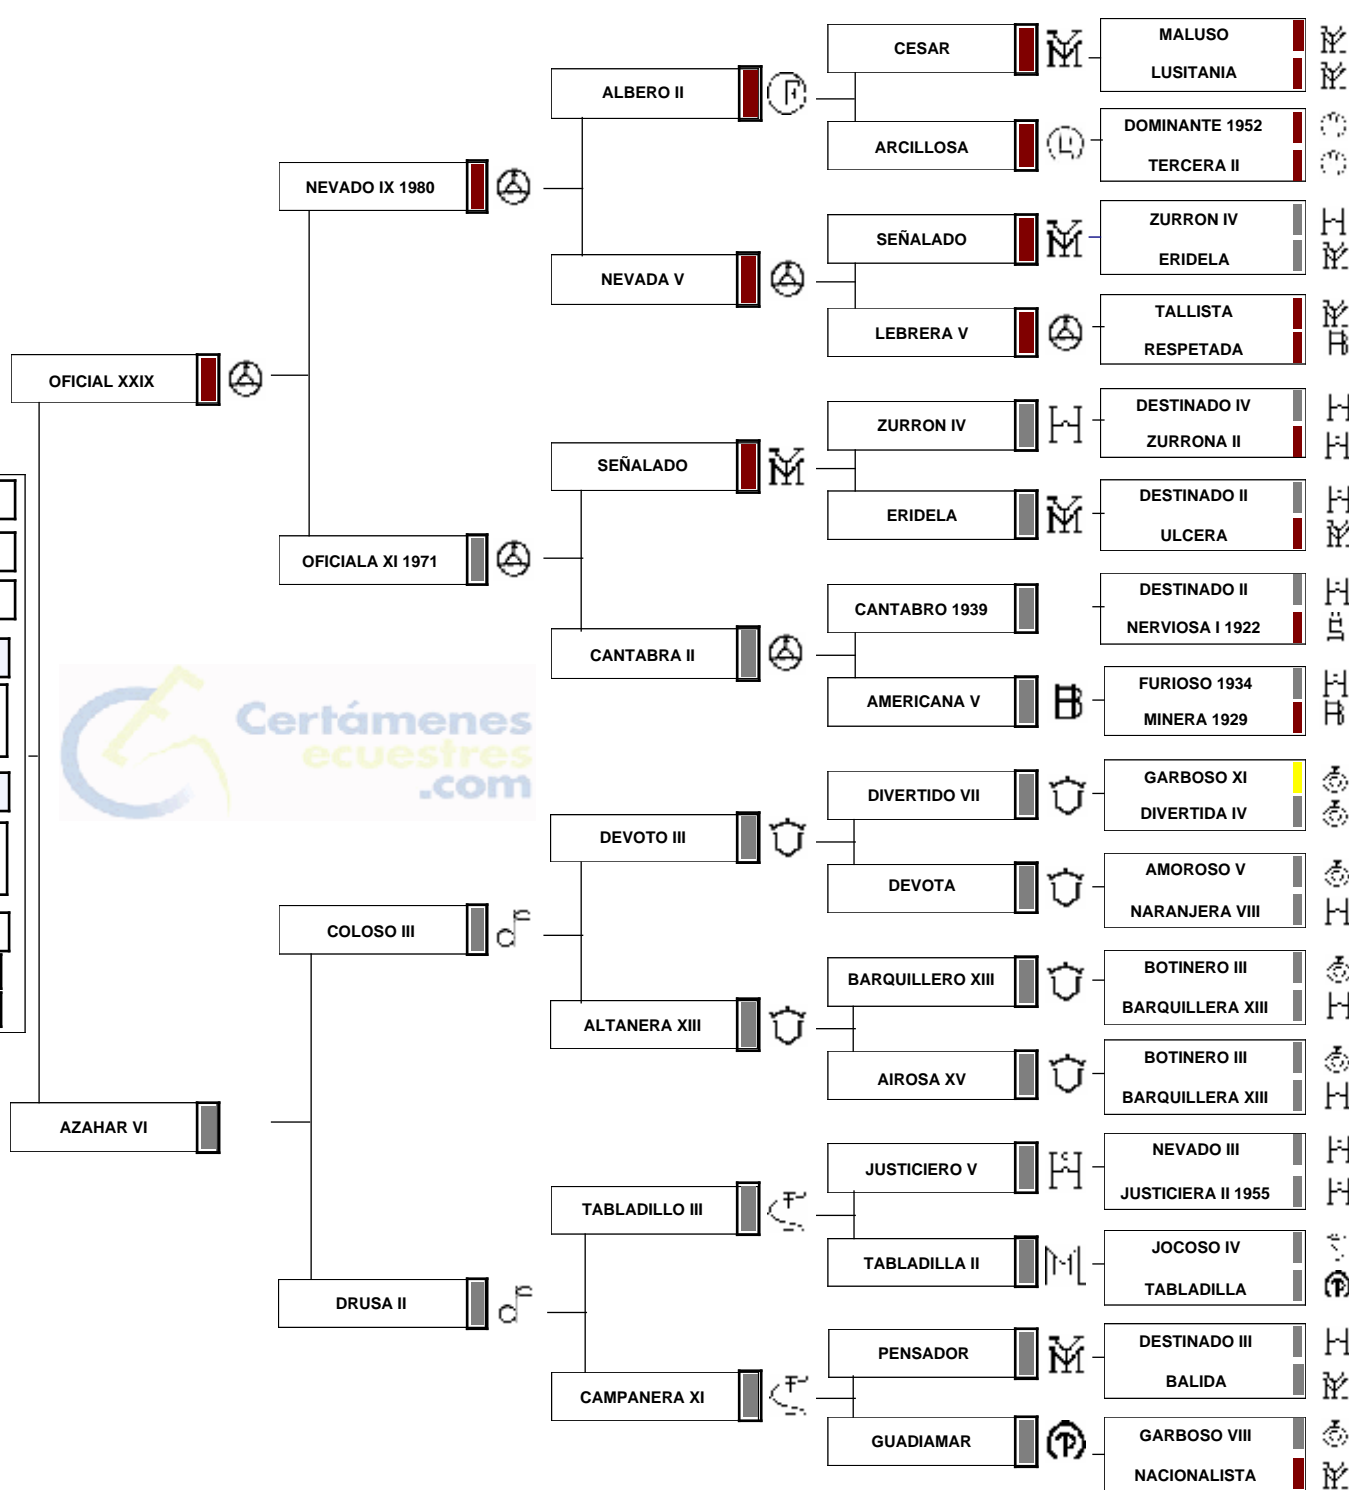 OFICIAL XXIX
AZAHAR VI
NEVADO IX 1980
OFICIALA XI 1971
COLOSO III
DRUSA II
ALBERO II
NEVADA V
SEÑALADO
CANTABRA II
DEVOTO III
ALTANERA XIII
TABLADILLO III
CAMPANERA XI
CESAR
ARCILLOSA
SEÑALADO
LEBRERA V
ZURRON IV
ERIDELA
CANTABRO 1939
AMERICANA V
DIVERTIDO VII
DEVOTA
BARQUILLERO XIII
AIROSA XV
JUSTICIERO V
TABLADILLA II
PENSADOR
GUADIAMAR
MALUSO
LUSITANIA
DOMINANTE 1952
TERCERA II
ZURRON IV
ERIDELA
TALLISTA
RESPETADA
DESTINADO IV
ZURRONA II
DESTINADO II
ULCERA
DESTINADO II
NERVIOSA I 1922
FURIOSO 1934
MINERA 1929
GARBOSO XI
DIVERTIDA IV
AMOROSO V
NARANJERA VIII
BOTINERO III
BARQUILLERA XIII
BOTINERO III
BARQUILLERA XIII
NEVADO III
JUSTICIERA II 1955
JOCOSO IV
TABLADILLA
DESTINADO III
BALIDA
GARBOSO VIII
NACIONALISTA
Certámenes
ecuestres
.com